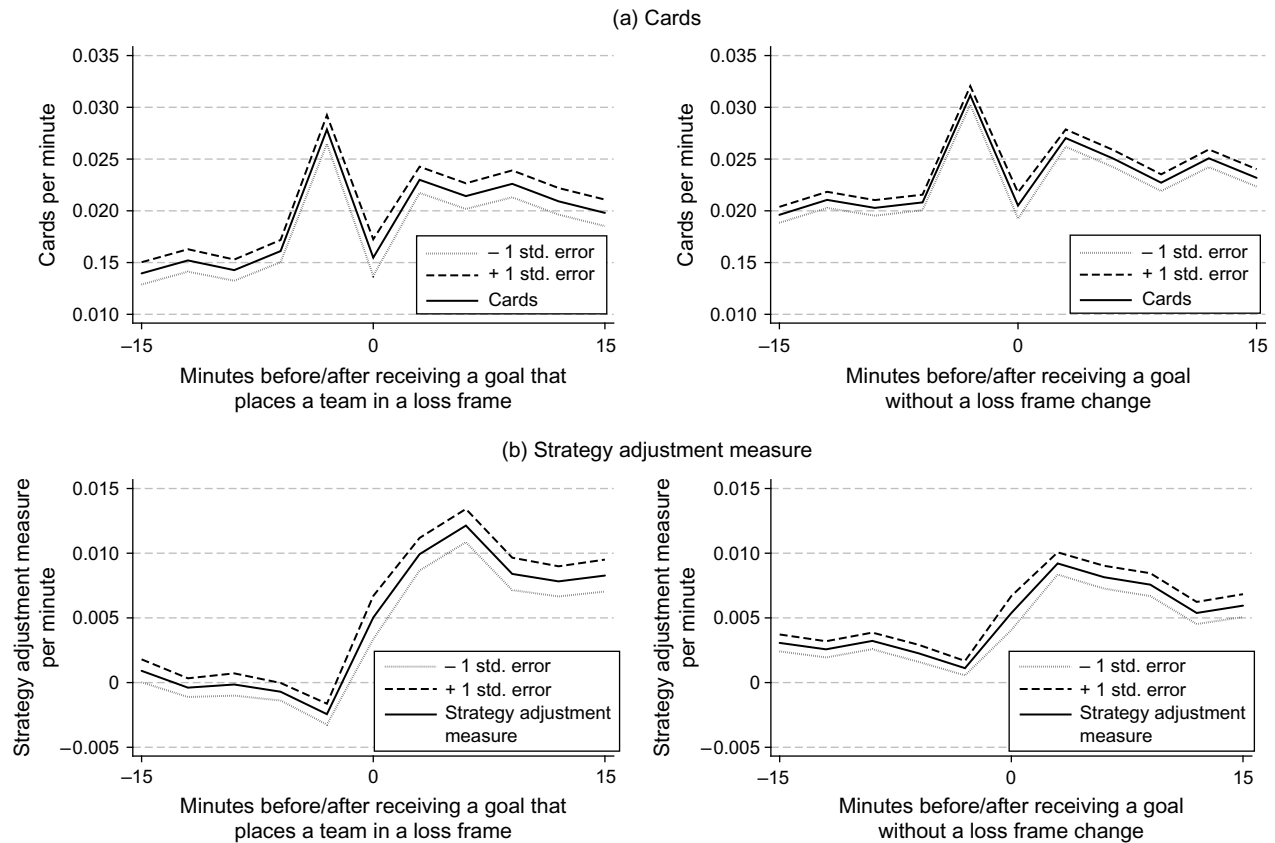 (a) Cards
Cards per minute
0.035
0.030
0.025
0.020
0.15
0.010
– 1 std. error
+ 1 std. error
Cards
–15
0
15
Minutes before/after receiving a goal that
places a team in a loss frame
Cards per minute
0.035
0.030
0.025
0.020
0.15
0.010
– 1 std. error
+ 1 std. error
Cards
–15
0
15
Minutes before/after receiving a goal
without a loss frame change
(b) Strategy adjustment measure
Strategy adjustment measure
per minute
0.015
0.010
0.005
0
–0.005
– 1 std. error
+ 1 std. error
Strategy adjustment
measure
–15
0
15
Minutes before/after receiving a goal that
places a team in a loss frame
Strategy adjustment measure
per minute
0.015
0.010
0.005
0
–0.005
– 1 std. error
+ 1 std. error
Strategy adjustment
measure
–15
0
15
Minutes before/after receiving a goal
without a loss frame change